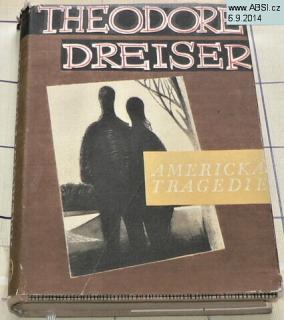 www.ABSI.cz
6.9.2014
THEODORE
DREISER
AMERICKÁ
TRAGEDIE